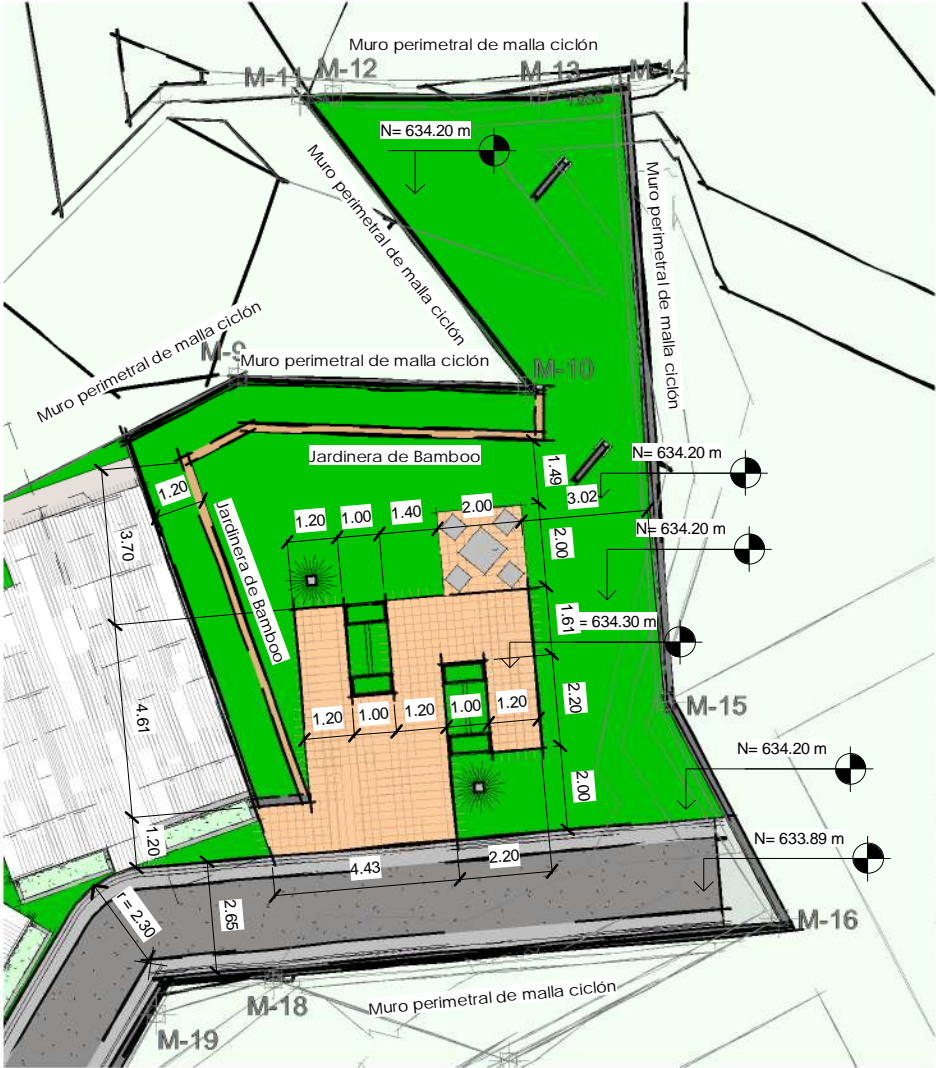 Muro perimetral de malla ciclón
M-11
M-12
M-13
M-14
N= 634.20 m
Muro perimetral de malla ciclón
Muro perimetral de malla ciclón
Muro perimetral de malla ciclón
M-9
Muro perimetral de malla ciclón
M-10
Jardinera de Bamboo
1.49
N= 634.20 m
1.20
3.02
2.00
1.20
1.00
1.40
N= 634.20 m
3.70
2.00
Jardinera de Bamboo
1.61
= 634.30 m
4.61
1.20
1.00
1.20
1.00
1.20
2.20
M-15
N= 634.20 m
2.00
1.20
N= 633.89 m
4.43
2.20
r = 2.30
2.65
M-16
M-18
Muro perimetral de malla ciclón
M-19